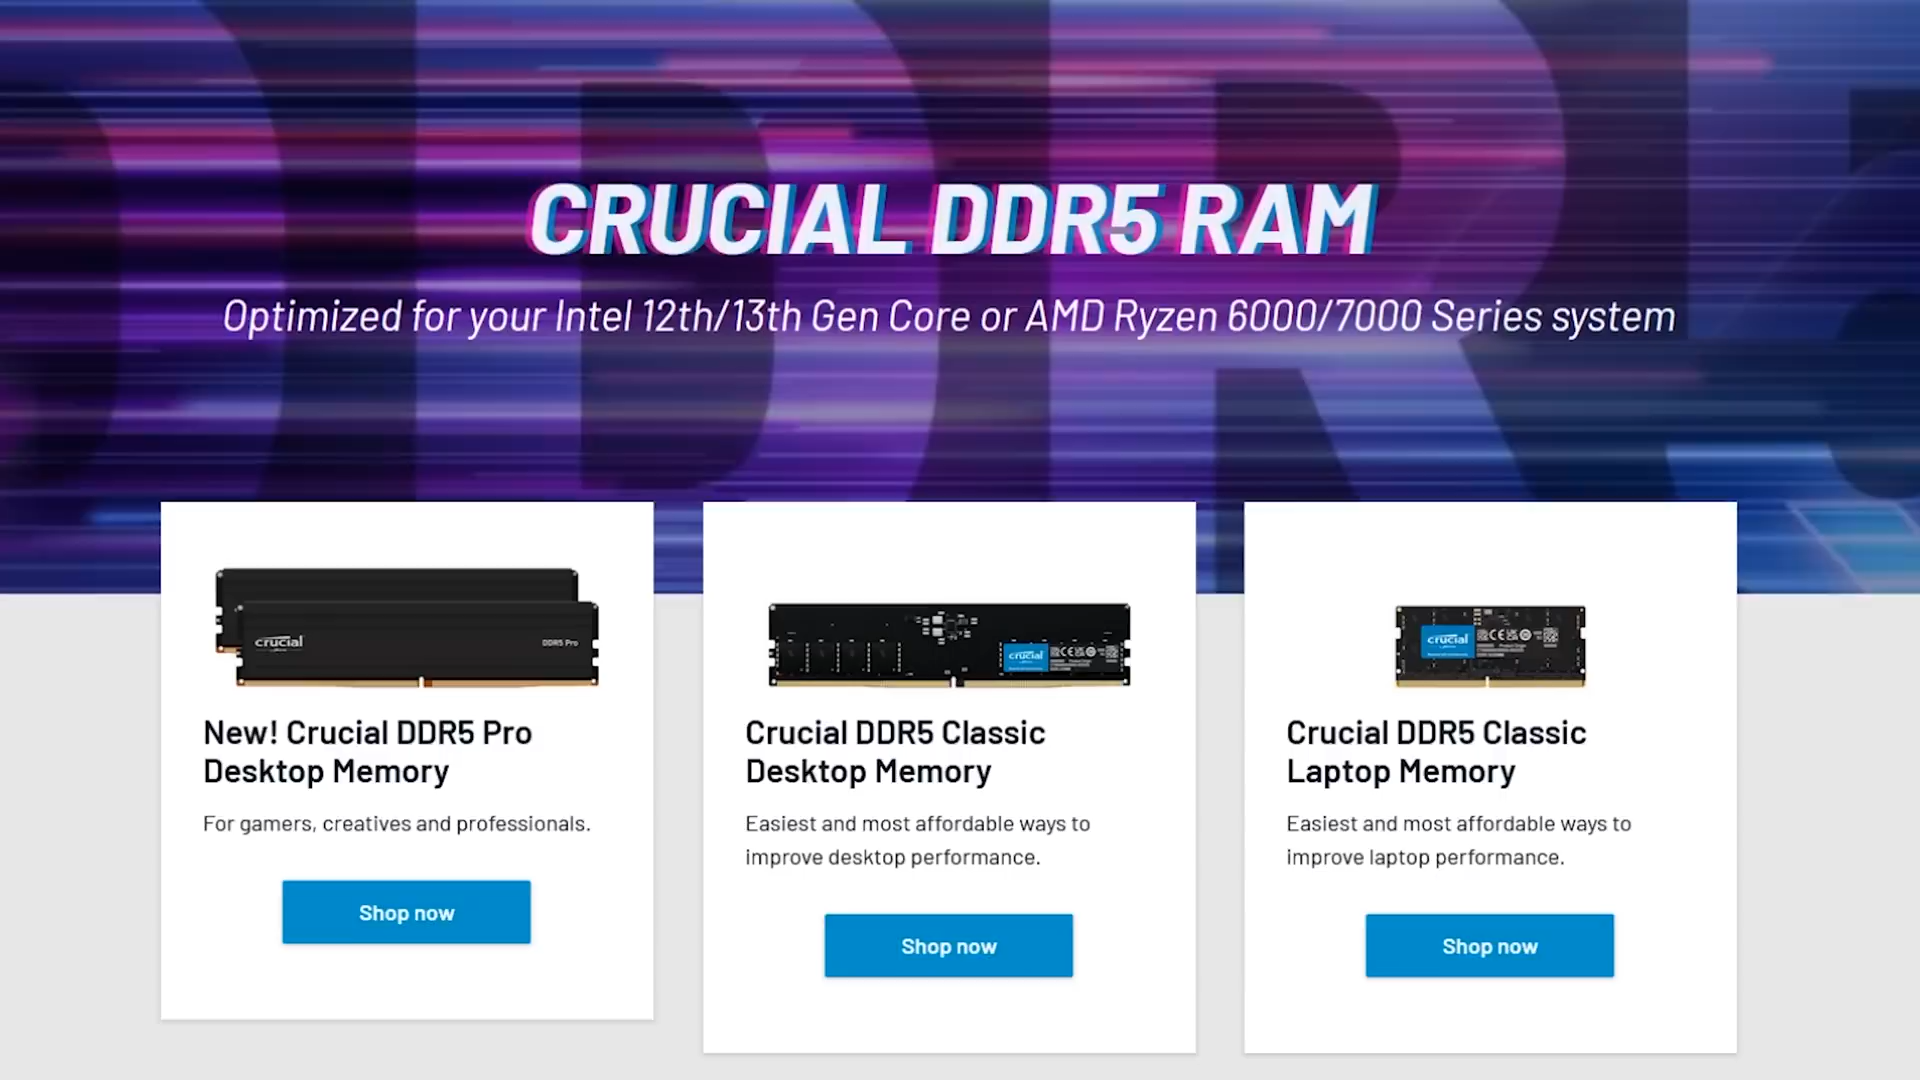 CRUCIAL DDR5 RAM
Optimized for your Intel 12th/13th Gen Core or AMD Ryzen 6000/7000 Series system
crucial
DDR5 Pro
New! Crucial DDR5 Pro
Desktop Memory
For gamers, creatives and professionals.
Shop now
crucial
Crucial DDR5 Classic
Desktop Memory
Easiest and most affordable ways to
improve desktop performance.
Shop now
crucial
Crucial DDR5 Classic
Laptop Memory
Easiest and most affordable ways to
improve laptop performance.
Shop now